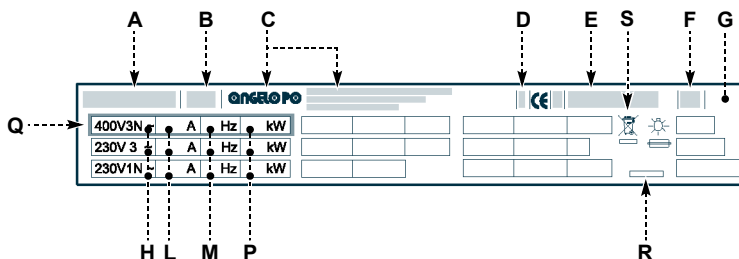 A B C D E S F G
angelo po CE
Q
400V3N ~ A Hz kW
230V 3 ~ A Hz kW
230V1N ~ A Hz kW
H L M P R